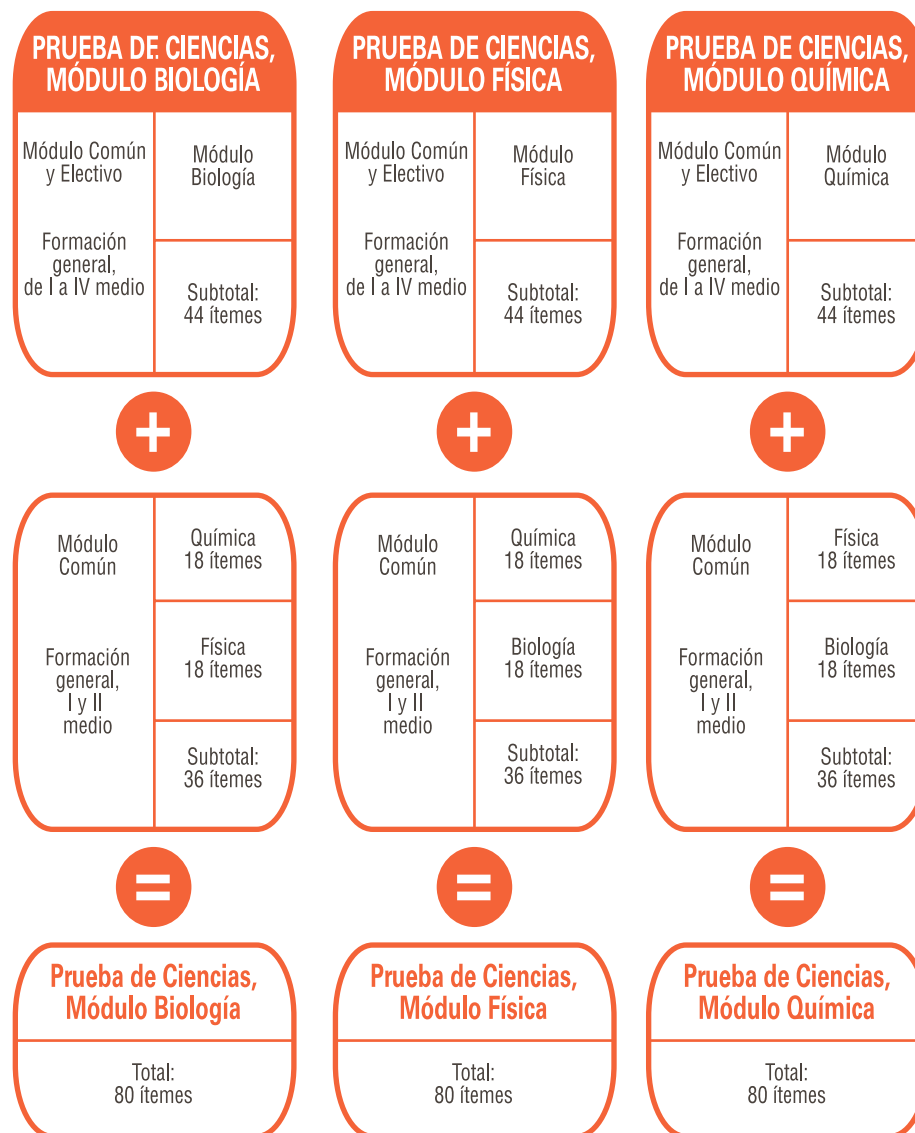 PRUEBA DE CIENCIAS,
MÓDULO BIOLOGÍA
Módulo Común
y Electivo
Formación
general,
de I a IV medio
Módulo
Biología
Subtotal:
44 ítemes
+
Módulo
Común
Formación
general,
I y II
medio
Química
18 ítemes
Física
18 ítemes
Subtotal:
36 ítemes
=
Prueba de Ciencias,
Módulo Biología
Total:
80 ítemes
PRUEBA DE CIENCIAS,
MÓDULO FÍSICA
Módulo Común
y Electivo
Formación
general,
de I a IV medio
Módulo
Física
Subtotal:
44 ítemes
+
Módulo
Común
Formación
general,
I y II
medio
Química
18 ítemes
Biología
18 ítemes
Subtotal:
36 ítemes
=
Prueba de Ciencias,
Módulo Física
Total:
80 ítemes
PRUEBA DE CIENCIAS,
MÓDULO QUÍMICA
Módulo Común
y Electivo
Formación
general,
de I a IV medio
Módulo
Química
Subtotal:
44 ítemes
+
Módulo
Común
Formación
general,
I y II
medio
Física
18 ítemes
Biología
18 ítemes
Subtotal:
36 ítemes
=
Prueba de Ciencias,
Módulo Química
Total:
80 ítemes